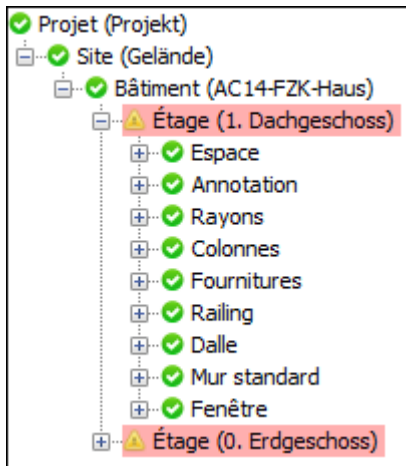 Projet (Projekt)
Site (Gelände)
Bâtiment (AC14-FZK-Haus)
Étage (1. Dachgeschoss)
Espace
Annotation
Rayons
Colonnes
Fournitures
Railing
Dalle
Mur standard
Fenêtre
Étage (0. Erdgeschoss)